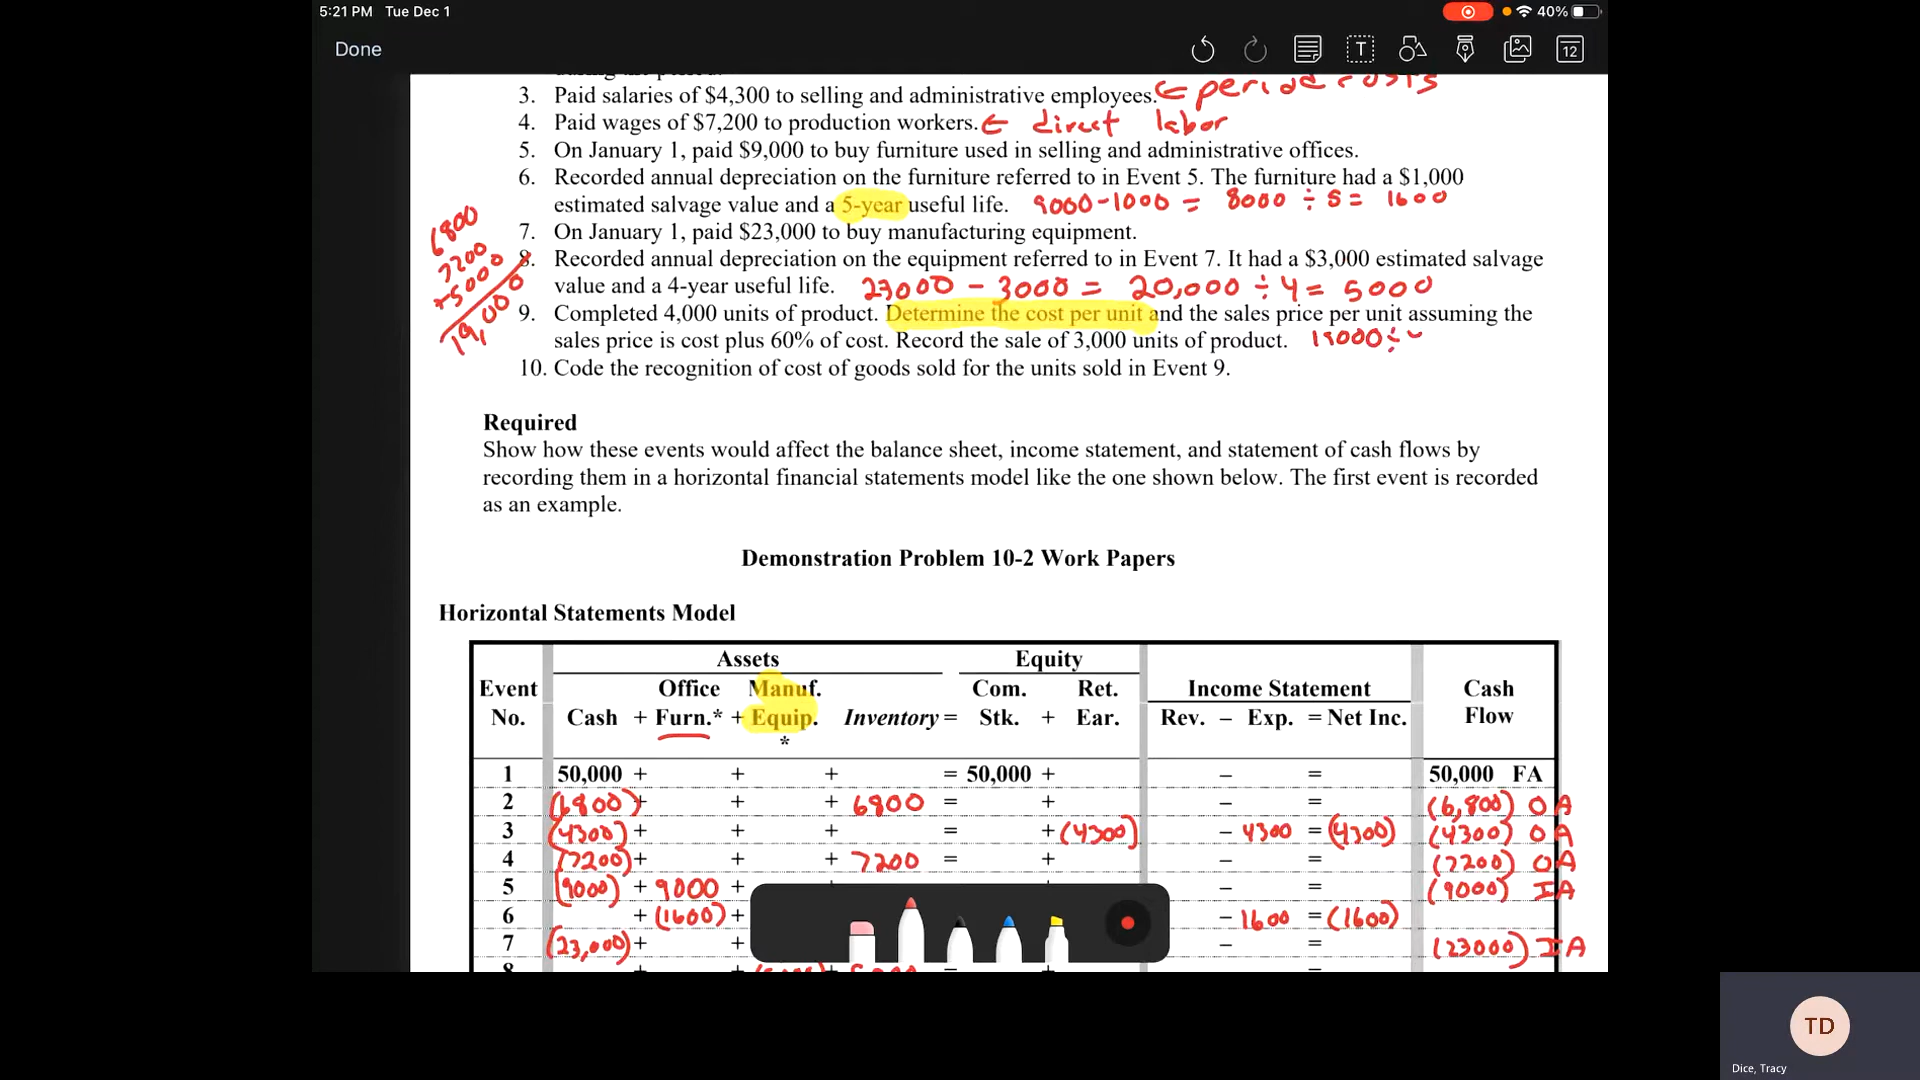 5:21 PM Tue Dec 1
40%
Done
T
12
during the period.
3. Paid salaries of $4,300 to selling and administrative employees. ← period costs
4. Paid wages of $7,200 to production workers. ← direct labor
5. On January 1, paid $9,000 to buy furniture used in selling and administrative offices.
6. Recorded annual depreciation on the furniture referred to in Event 5. The furniture had a $1,000
estimated salvage value and a 5-year useful life. 9000-1000 = 8000 ÷ 5 = 1600
7. On January 1, paid $23,000 to buy manufacturing equipment.
6800
7200
+5000
19,000
8. Recorded annual depreciation on the equipment referred to in Event 7. It had a $3,000 estimated salvage
value and a 4-year useful life. 23000 - 3000 = 20,000 ÷ 4 = 5000
9. Completed 4,000 units of product. Determine the cost per unit and the sales price per unit assuming the
sales price is cost plus 60% of cost. Record the sale of 3,000 units of product. 19000 ÷
10. Code the recognition of cost of goods sold for the units sold in Event 9.
Required
Show how these events would affect the balance sheet, income statement, and statement of cash flows by
recording them in a horizontal financial statements model like the one shown below. The first event is recorded
as an example.
Demonstration Problem 10-2 Work Papers
Horizontal Statements Model
Assets Equity
Event Office Manuf. Com. Ret. Income Statement Cash
No. Cash + Furn.* + Equip. Inventory = Stk. + Ear. Rev. – Exp. = Net Inc. Flow
*
1 50,000 + + + = 50,000 + – = 50,000 FA
2 (6800) + + + 6800 = + – = (6,800) OA
3 (4300) + + + = + (4300) – 4300 = (4300) (4300) OA
4 (7200) + + + 7200 = + – = (7200) OA
5 (9000) + 9000 + – = (9000) IA
6 + (1600) + – 1600 = (1600)
7 (23,000) + + – = (23000) IA
8
TD
Dice, Tracy